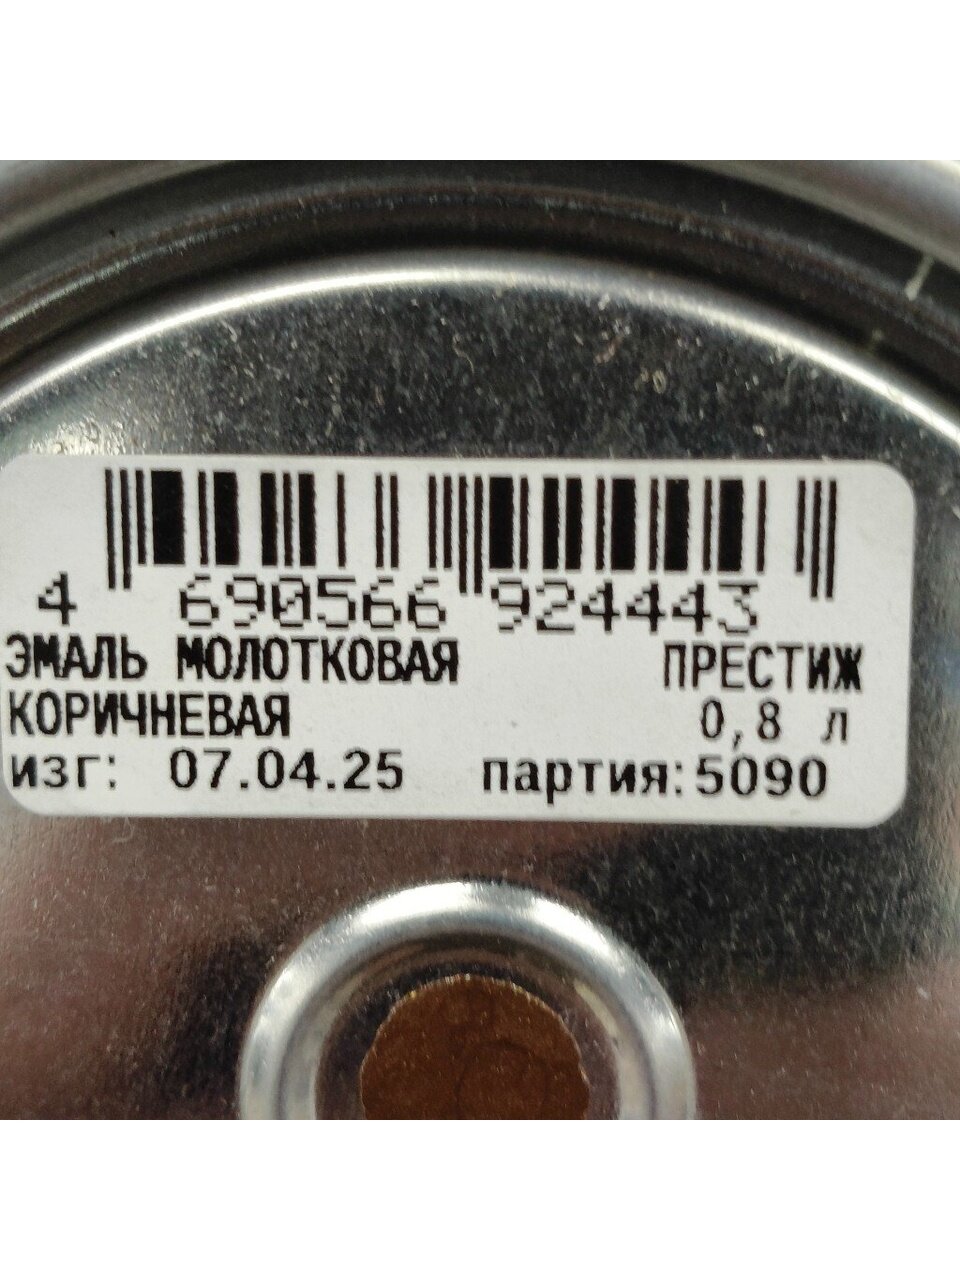 4 690566 924443
ЭМАЛЬ МОЛОТКОВАЯ ПРЕСТИЖ
КОРИЧНЕВАЯ 0,8 л
изг: 07.04.25 партия:5090